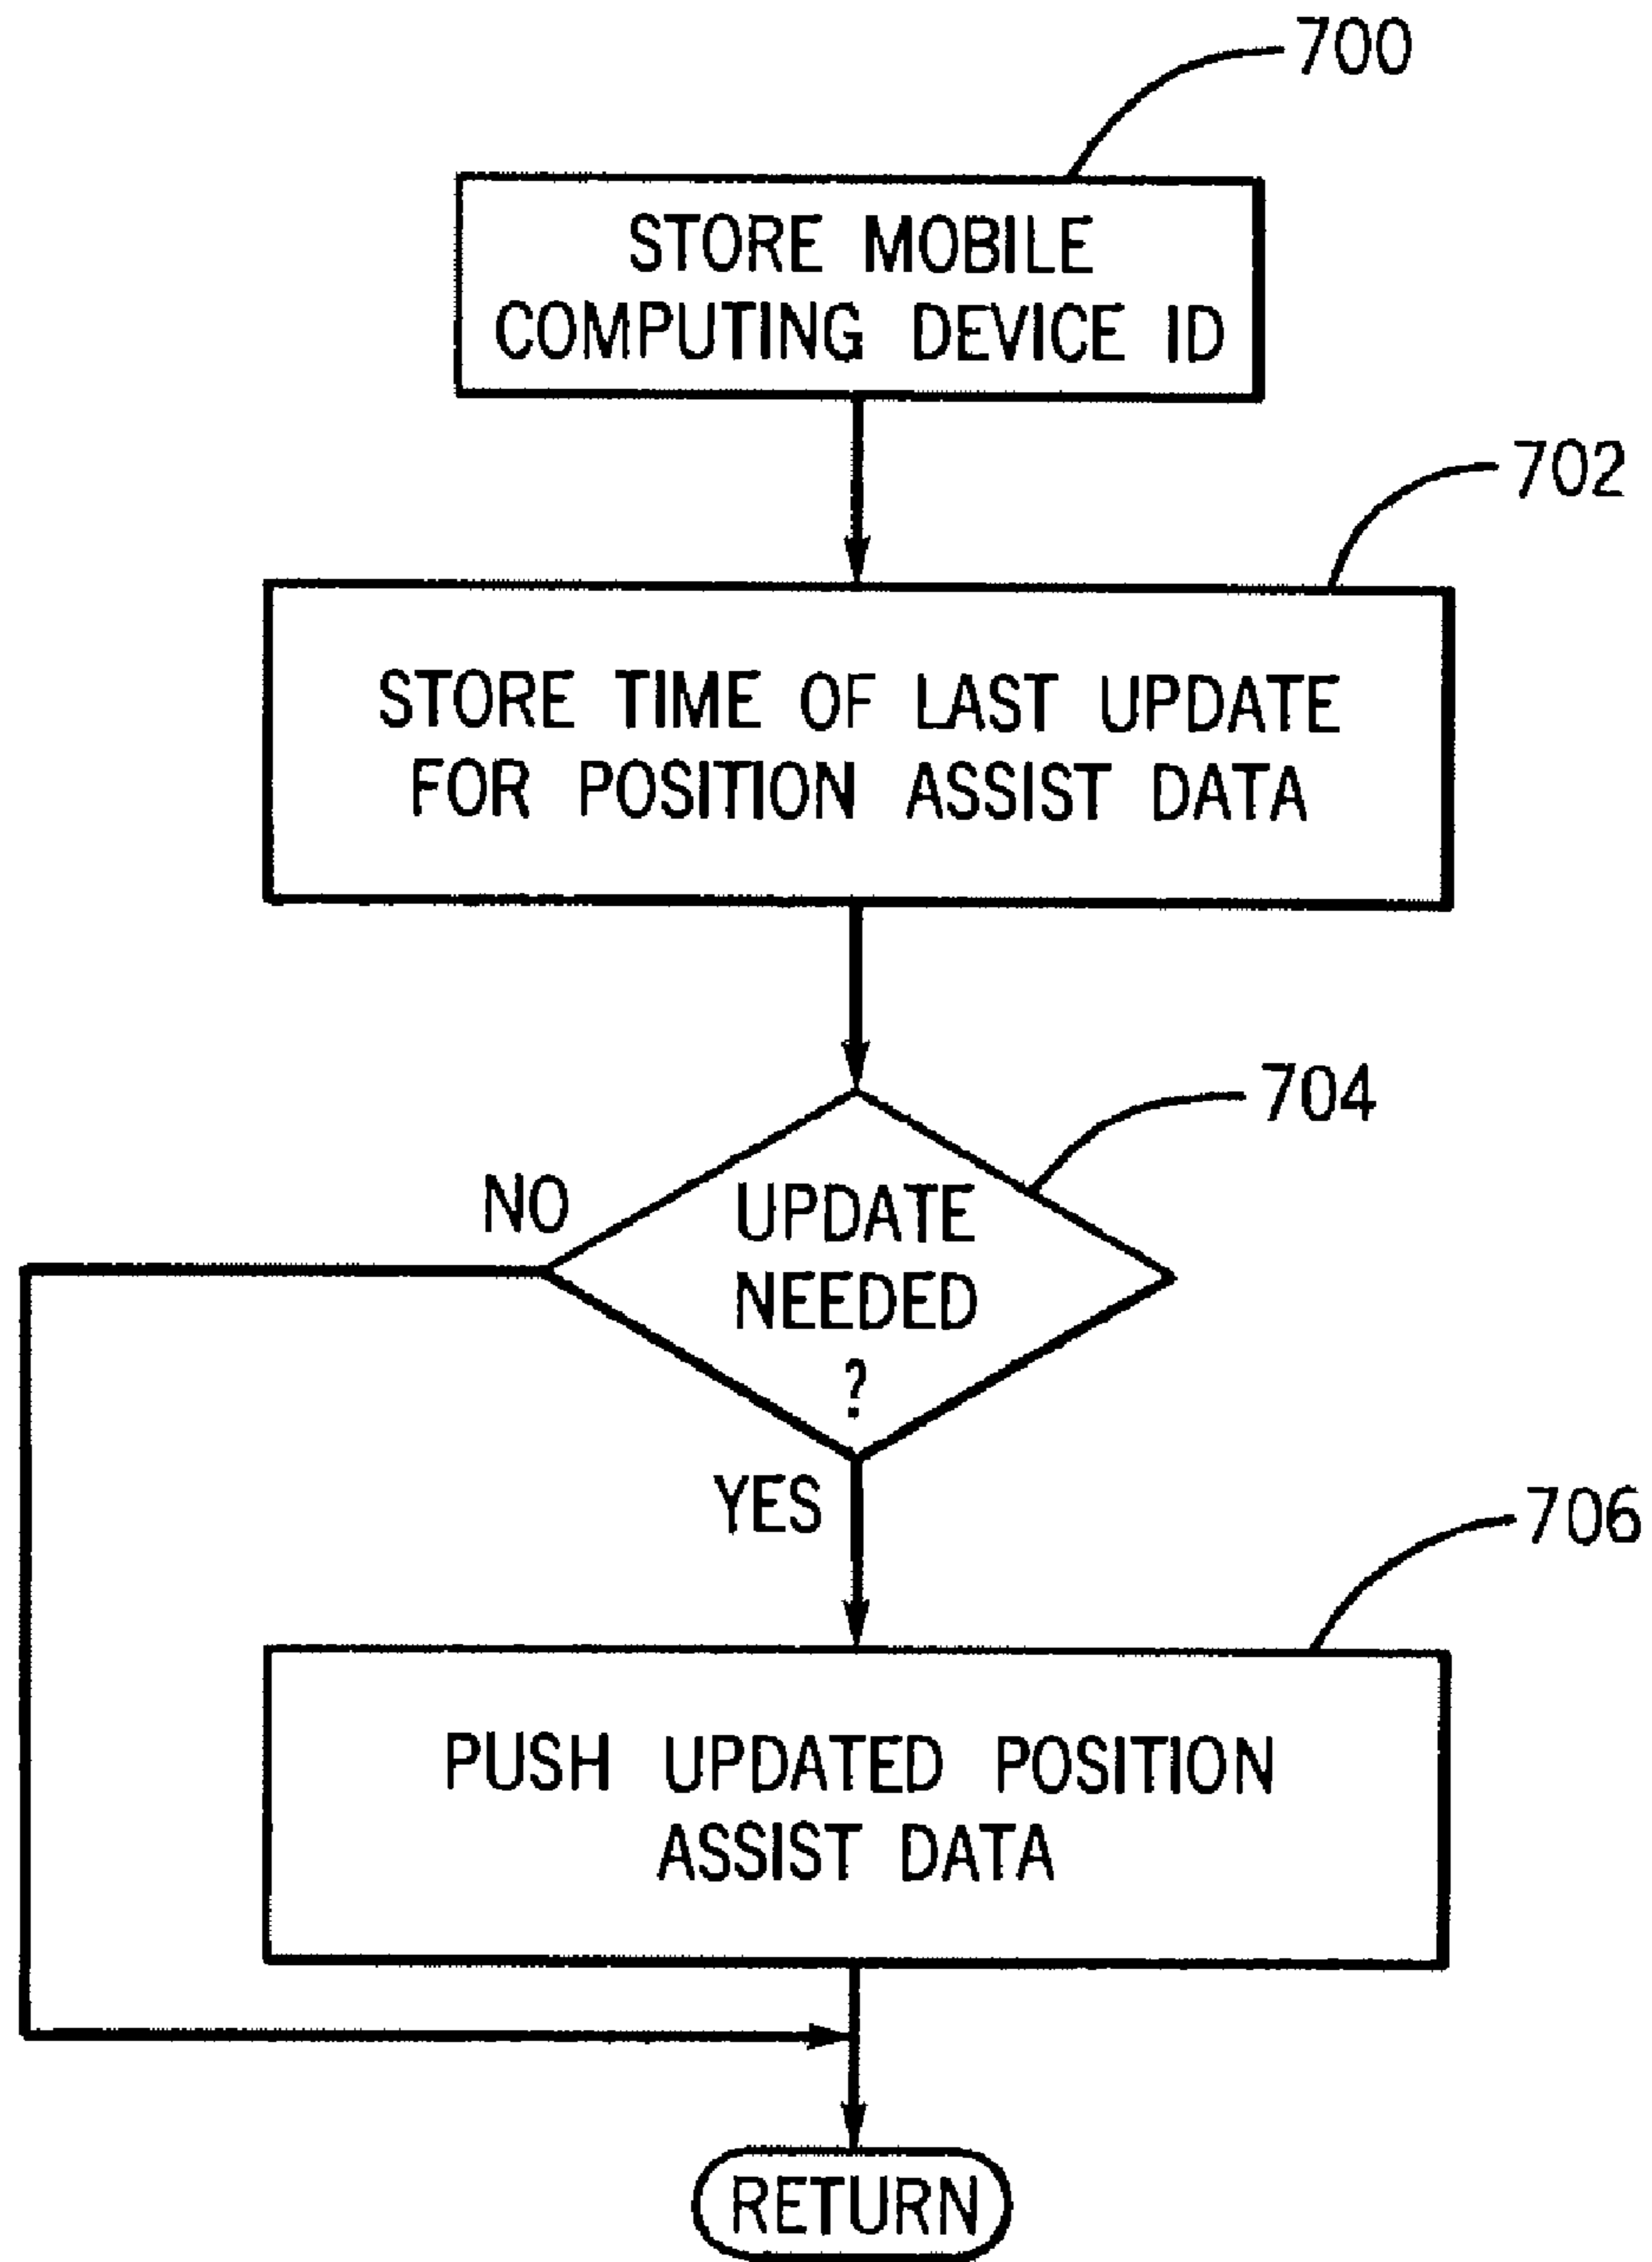 700
STORE MOBILE
COMPUTING DEVICE ID
702
STORE TIME OF LAST UPDATE
FOR POSITION ASSIST DATA
704
NO
UPDATE
NEEDED
?
YES
706
PUSH UPDATED POSITION
ASSIST DATA
RETURN